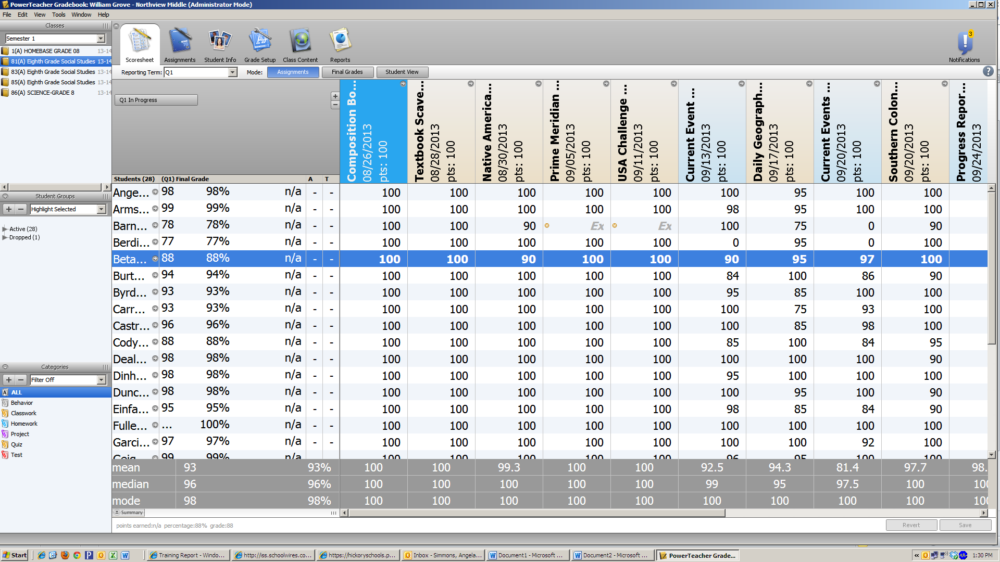 PowerTeacher Gradebook: William Grove - Northview Middle (Administrator Mode)
File Edit View Tools Window Help
Classes
Semester 1
1(A) HOMEBASE GRADE 08 13-14
81(A) Eighth Grade Social Studies 13-14
83(A) Eighth Grade Social Studies 13-14
85(A) Eighth Grade Social Studies 13-14
86(A) SCIENCE-GRADE 8 13-14
Student Groups
Highlight Selected
Active (28)
Dropped (1)
Categories
Filter Off
ALL
Behavior
Classwork
Homework
Project
Quiz
Test
Scoresheet Assignments Student Info Grade Setup Class Content Reports
3
Notifications
Reporting Term: Q1 Mode: Assignments Final Grades Student View
Q1 In Progress
Composition Bo... 08/26/2013 pts: 100
Textbook Scave... 08/28/2013 pts: 100
Native America... 08/30/2013 pts: 100
Prime Meridian ... 09/05/2013 pts: 100
USA Challenge ... 09/11/2013 pts: 100
Current Event ... 09/13/2013 pts: 100
Daily Geograph... 09/17/2013 pts: 100
Current Events ... 09/20/2013 pts: 100
Southern Colon... 09/20/2013 pts: 100
Progress Repor... 09/24/2013
Students (28) (Q1) Final Grade A T
Ange... 98 98% n/a - - 100 100 100 100 100 100 95 100 100
Arms... 99 99% n/a - - 100 100 100 100 100 98 95 100 100
Barn... 78 78% n/a - - 100 100 90 Ex Ex 100 75 0 90
Berdi... 77 77% n/a - - 100 100 100 100 100 0 95 0 100
Beta... 88 88% n/a - - 100 100 90 100 100 90 95 97 100
Burt... 94 94% n/a - - 100 100 100 100 100 84 100 86 90
Byrd... 93 93% n/a - - 100 100 100 100 100 95 85 100 100
Carr... 93 93% n/a - - 100 100 100 100 100 100 75 93 100
Castr... 96 96% n/a - - 100 100 100 100 100 100 85 98 100
Cody... 88 88% n/a - - 100 100 100 100 100 85 100 84 95
Deal... 98 98% n/a - - 100 100 100 100 100 100 100 100 90
Dinh... 98 98% n/a - - 100 100 100 100 100 95 100 100 100
Dunc... 98 98% n/a - - 100 100 100 100 100 100 95 100 90
Einfa... 95 95% n/a - - 100 100 100 100 100 98 85 84 90
Fulle... ... 100% n/a - - 100 100 100 100 100 100 100 100 100
Garci... 97 97% n/a - - 100 100 100 100 100 100 100 92 100
Geig... 99 99% n/a 100 100 100 100 100 96 95 100 100
mean 93 93% 100 100 99.3 100 100 92.5 94.3 81.4 97.7 98.
median 96 96% 100 100 100 100 100 99 95 97.5 100 100
mode 98 98% 100 100 100 100 100 100 100 100 100 100
Summary
points earned:n/a percentage:88% grade:88
Revert Save
Start Training Report - Windo... http://iss.schoolwires.co... https://hickoryschools.p... Inbox - Simmons, Angela... Document1 - Microsoft ... Document2 - Microsoft ... PowerTeacher Grade... 1:30 PM